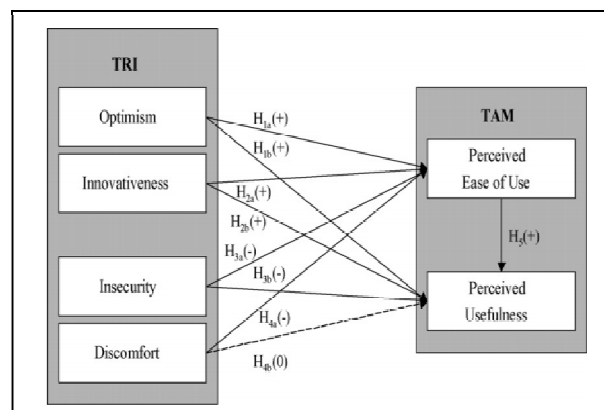 TRI
Optimism
Innovativeness
Insecurity
Discomfort
H1a(+)
H1b(+)
H2a(+)
H2b(+)
H3a(-)
H3b(-)
H4a(-)
H4b(0)
TAM
Perceived
Ease of Use
H5(+)
Perceived
Usefulness